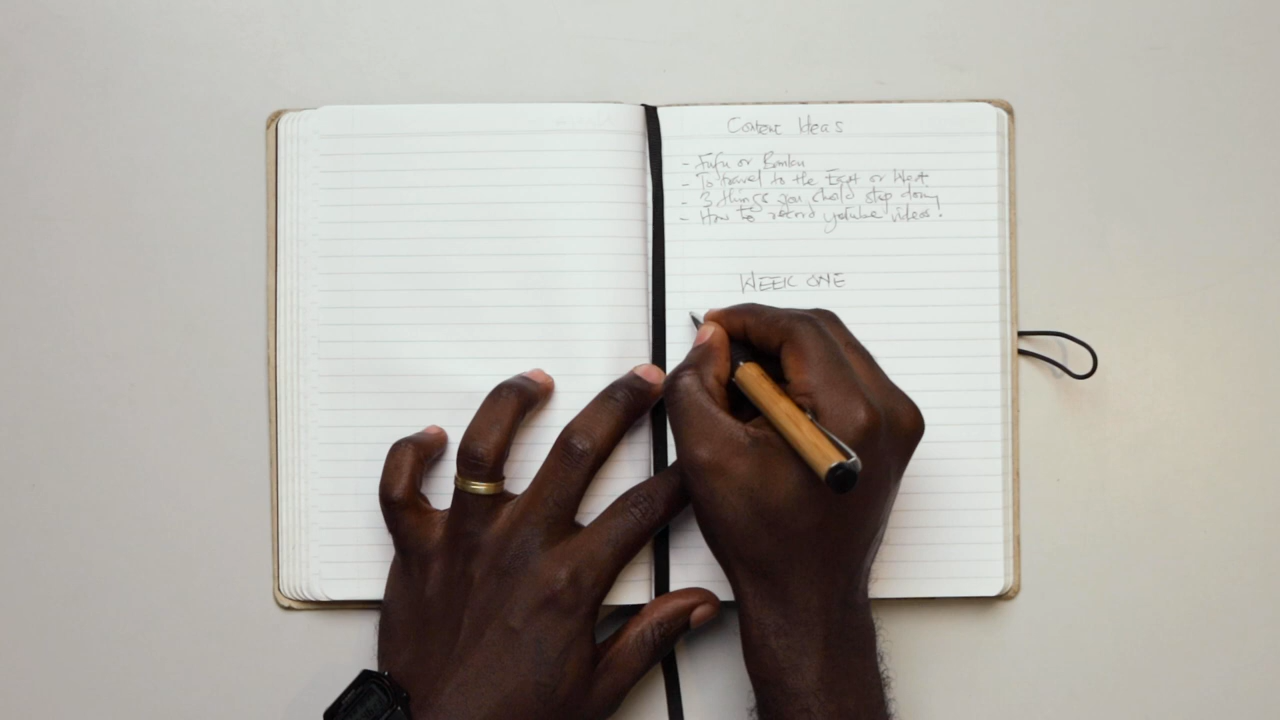 Content Ideas
- Fufu or Banku
- To travel to the East or West
- 3 things you should stop doing
- How to record youtube videos.
WEEK ONE